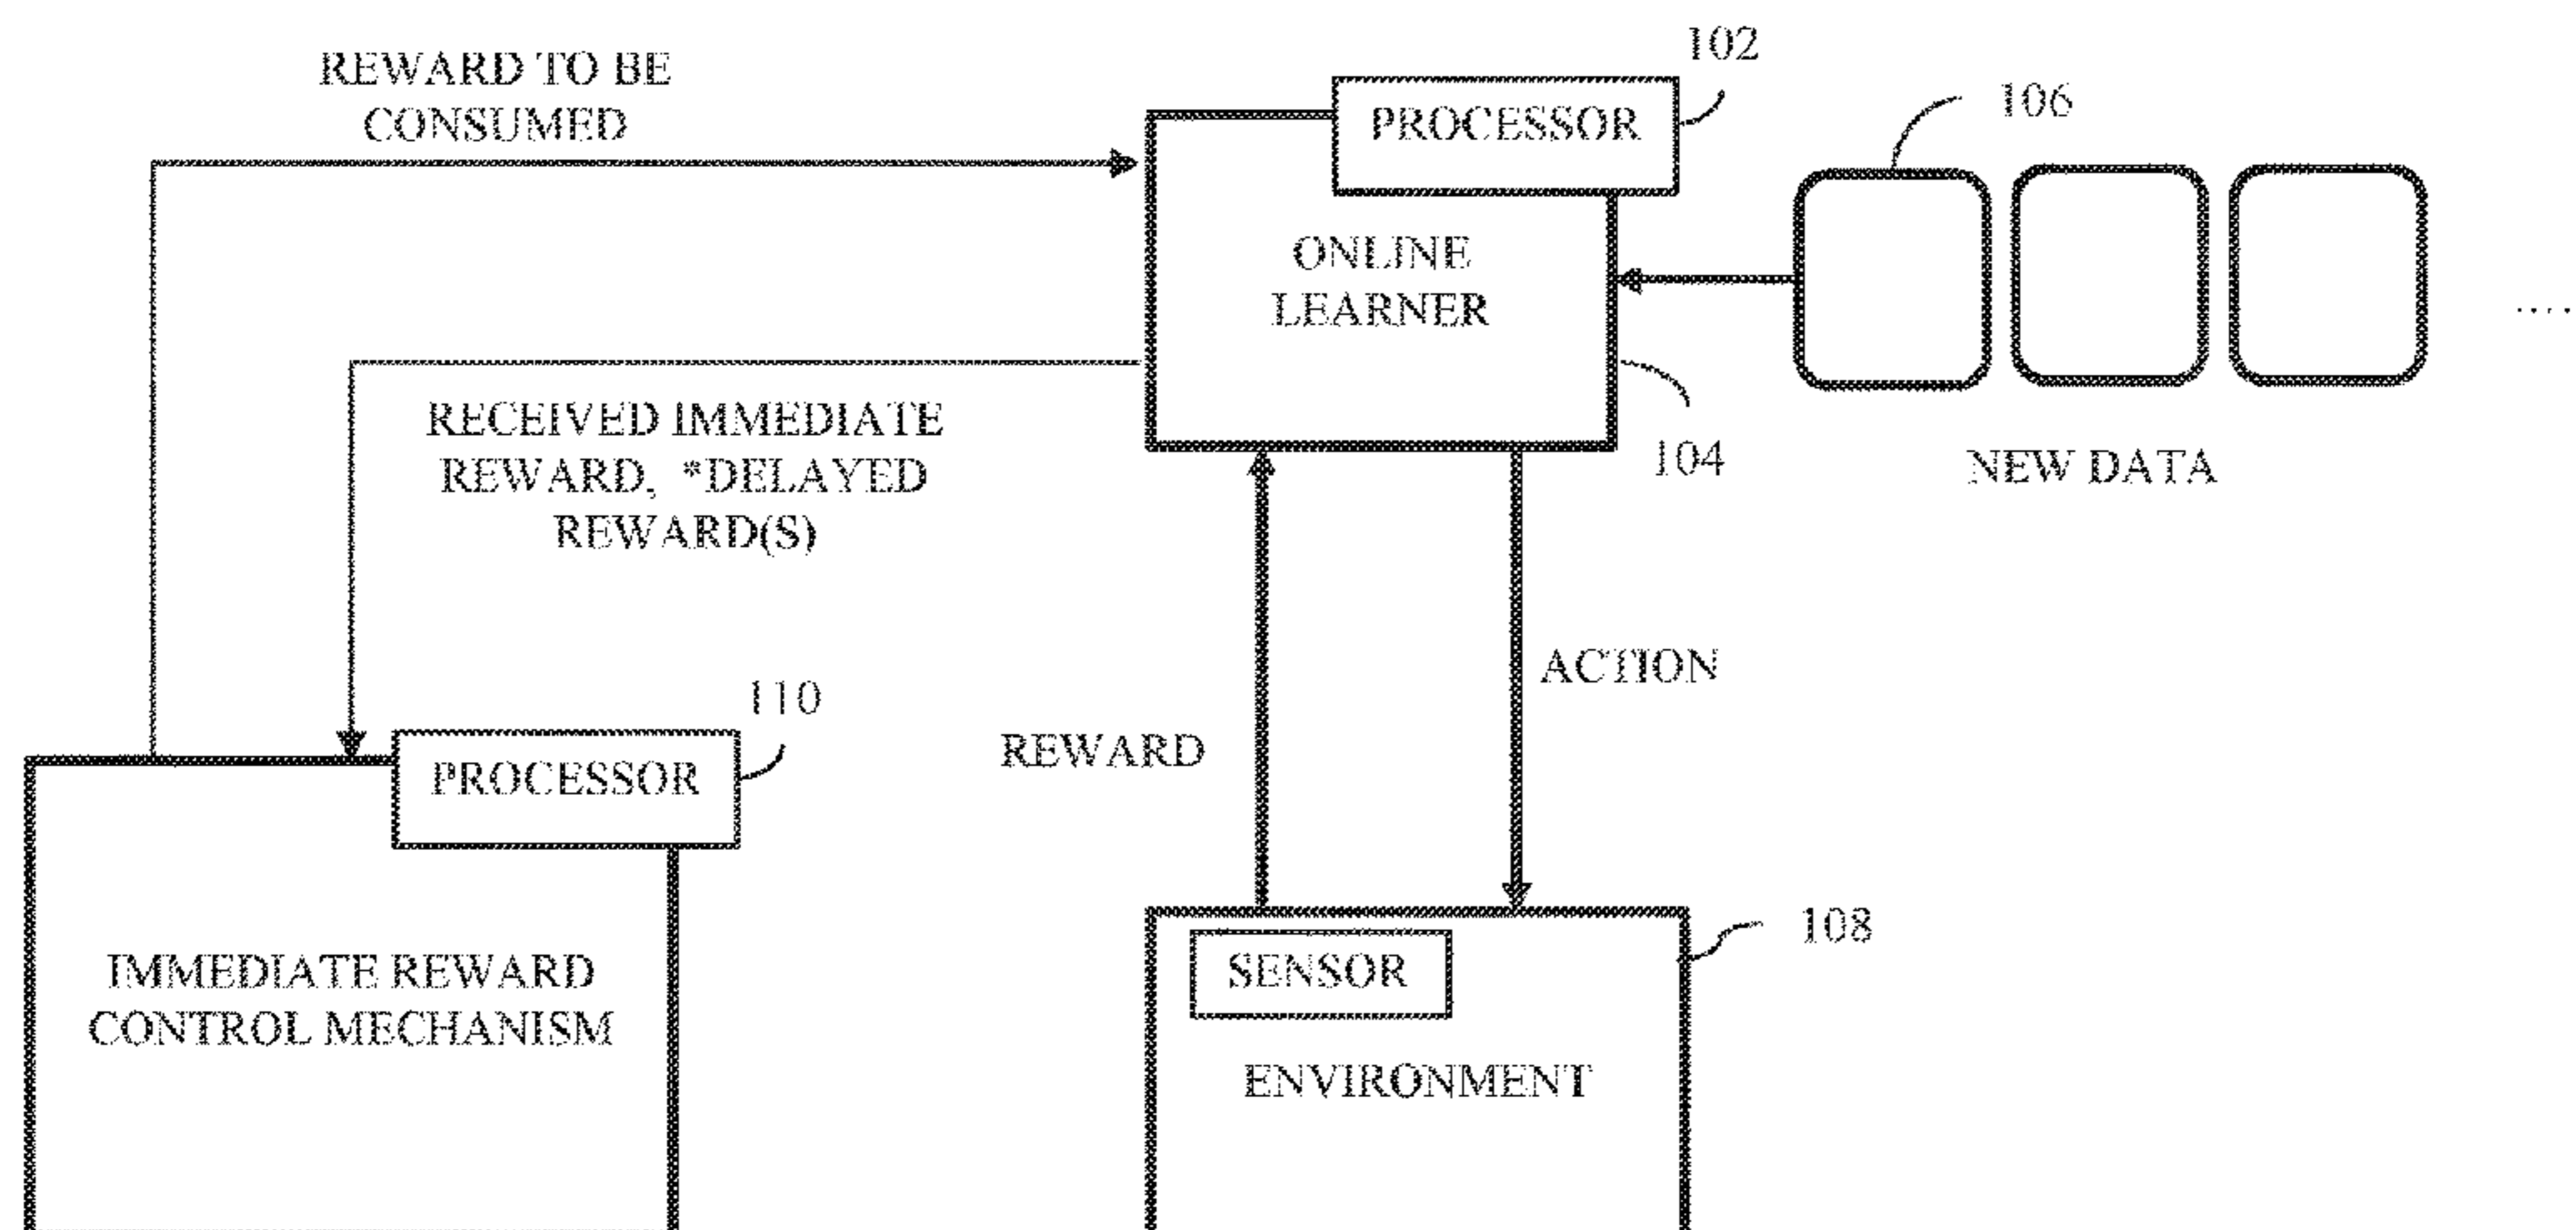 REWARD TO BE
CONSUMED
102
PROCESSOR
106
ONLINE
LEARNER
....
RECEIVED IMMEDIATE
REWARD, *DELAYED
REWARD(S)
104
NEW DATA
ACTION
110
REWARD
PROCESSOR
108
IMMEDIATE REWARD
CONTROL MECHANISM
SENSOR
ENVIRONMENT